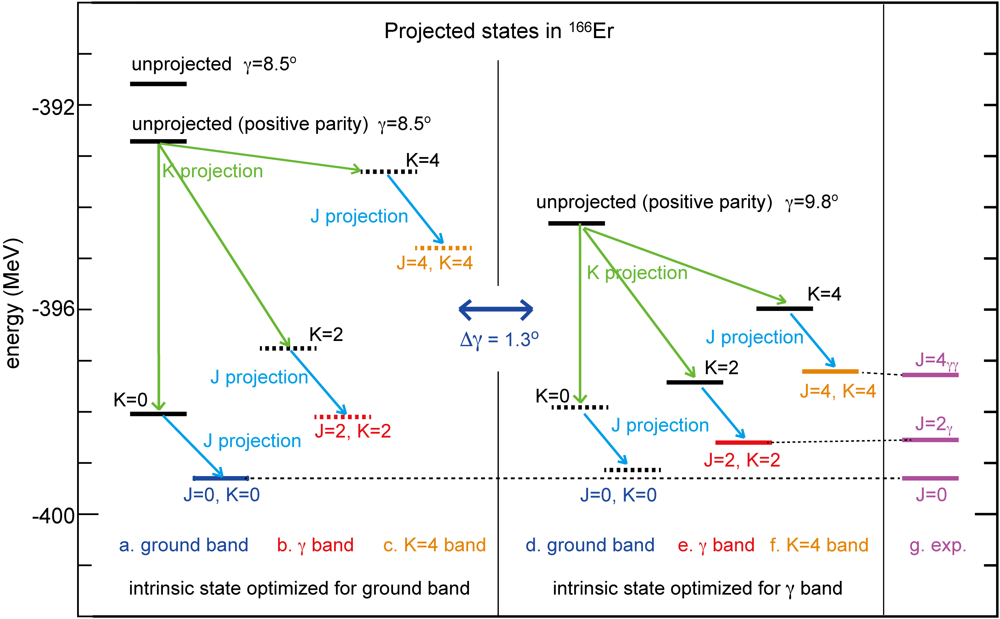 Projected states in ¹⁶⁶Er
unprojected γ=8.5º
-392
unprojected (positive parity) γ=8.5º
K=4
K projection
J projection
J=4, K=4
unprojected (positive parity) γ=9.8º
K projection
K=4
energy (MeV)
-396
Δγ = 1.3º
K=2
J projection
J projection
K=2
J=4γγ
J projection
K=0
K=0
J=4, K=4
J=2, K=2
J projection
J=2γ
J projection
J=2, K=2
J=0, K=0
J=0, K=0
J=0
-400
a. ground band b. γ band c. K=4 band d. ground band e. γ band f. K=4 band g. exp.
intrinsic state optimized for ground band
intrinsic state optimized for γ band